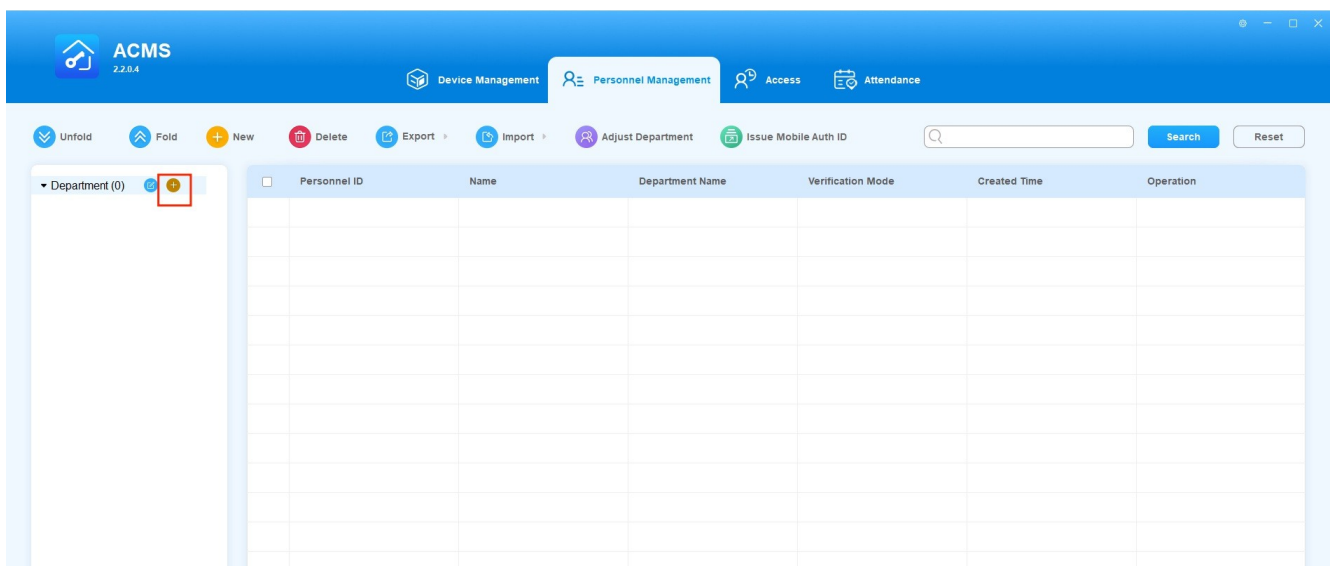 ACMS
2.2.0.4
Device Management Personnel Management Access Attendance
Unfold Fold New Delete Export Import Adjust Department Issue Mobile Auth ID Search Reset
Department (0)
Personnel ID Name Department Name Verification Mode Created Time Operation